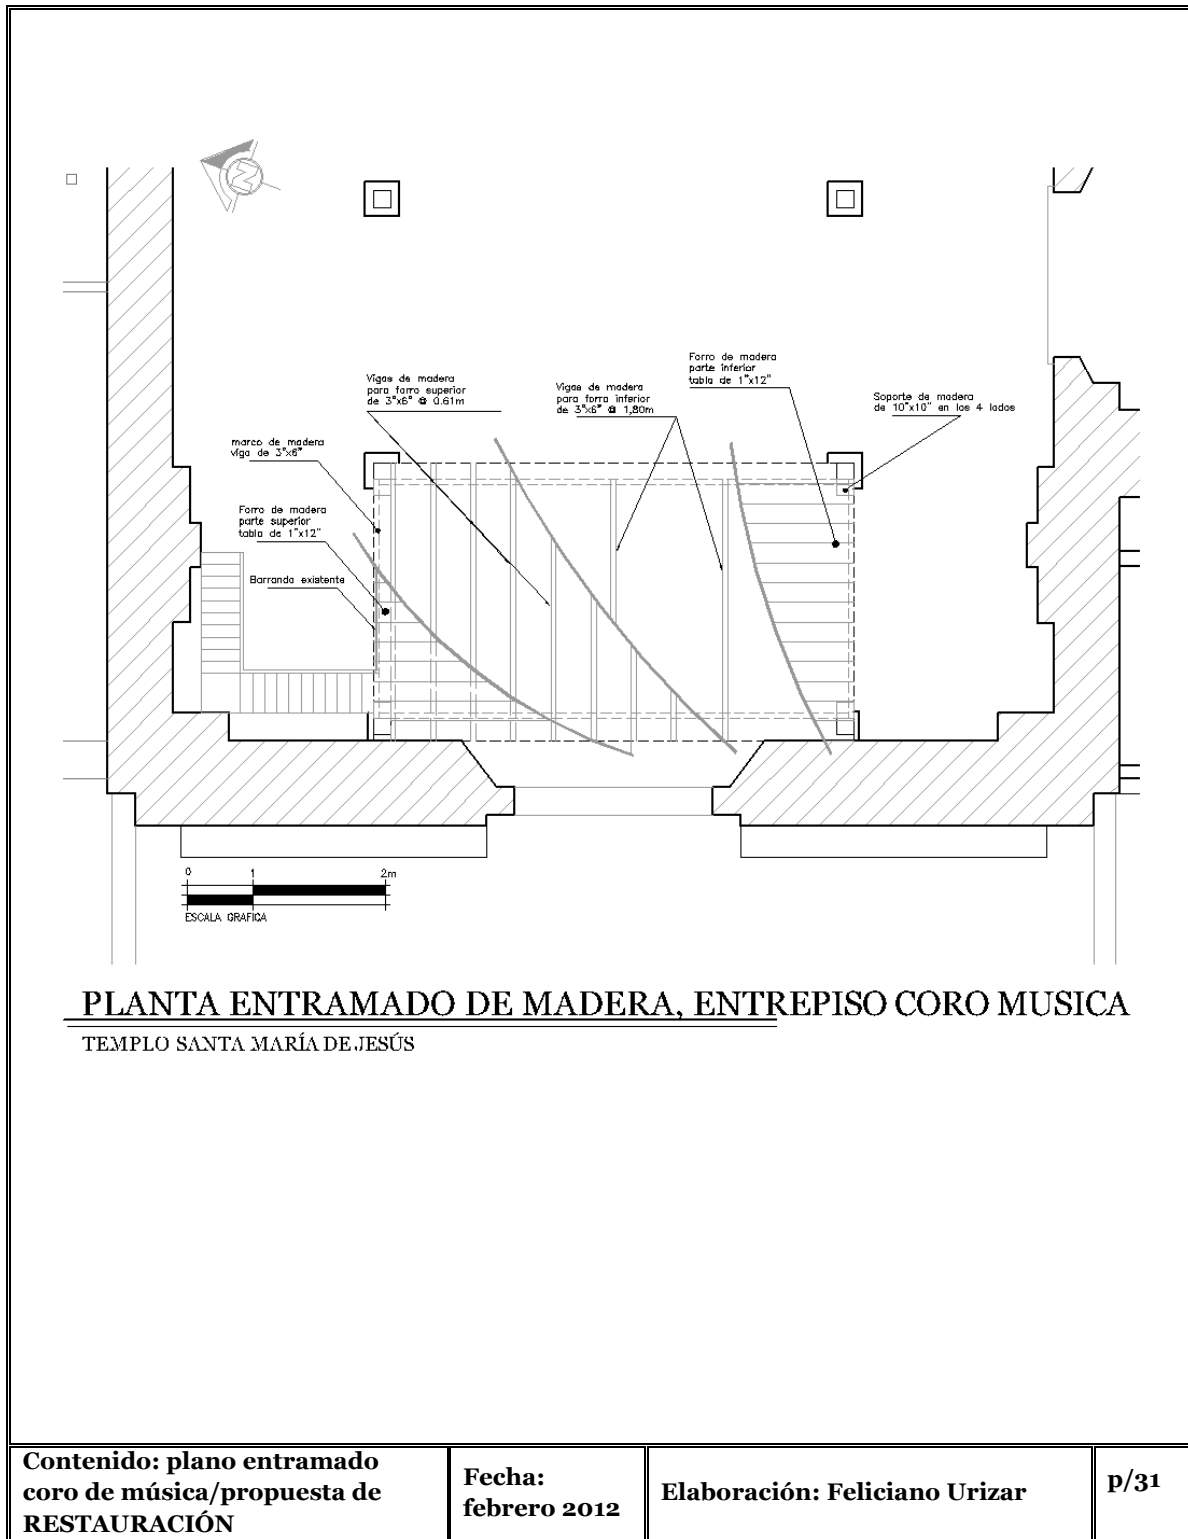 N
Forro de madera
parte inferior
tabla de 1"x12"
Vigas de madera
para forro superior
de 3"x6" @ 0.61m
Vigas de madera
para forro inferior
de 3"x6" @ 1,80m
Soporte de madera
de 10"x10" en los 4 lados
marco de madera
viga de 3"x6"
Forro de madera
parte superior
tabla de 1"x12"
Barranda existente
0 1 2m
ESCALA GRAFICA
PLANTA ENTRAMADO DE MADERA, ENTREPISO CORO MUSICA
TEMPLO SANTA MARÍA DE JESÚS
Contenido: plano entramado
coro de música/propuesta de
RESTAURACIÓN
Fecha:
febrero 2012
Elaboración: Feliciano Urizar
p/31